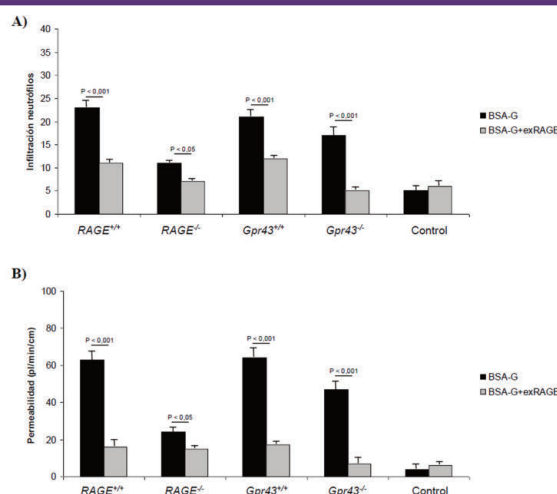 A)
40
35
30
25
20
15
10
5
0
Infiltración neutrófilos
P < 0,001
P < 0,05
P < 0,001
P < 0,001
RAGE+/+
RAGE-/-
Gpr43+/+
Gpr43-/-
Control
BSA-G
BSA-G+exRAGE
B)
100
80
60
40
20
0
Permeabilidad (pl/min/cm)
P < 0,001
P < 0,05
P < 0,001
P < 0,001
RAGE+/+
RAGE-/-
Gpr43+/+
Gpr43-/-
Control
BSA-G
BSA-G+exRAGE